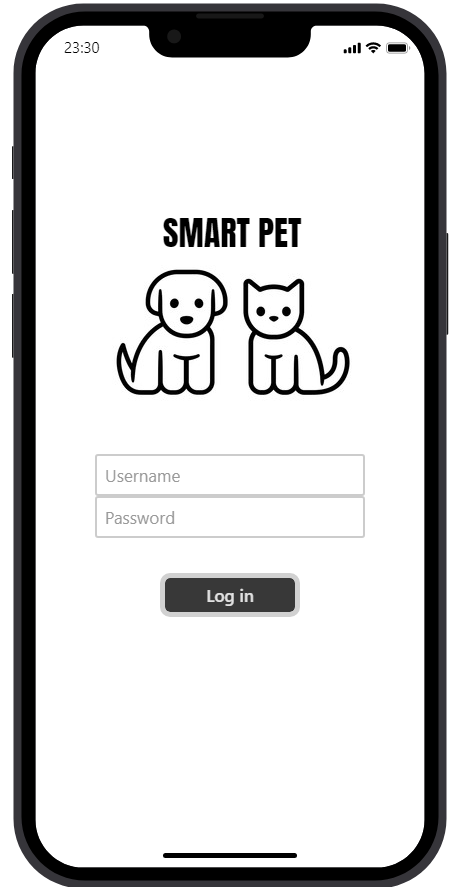 23:30
SMART PET
Username
Password
Log in